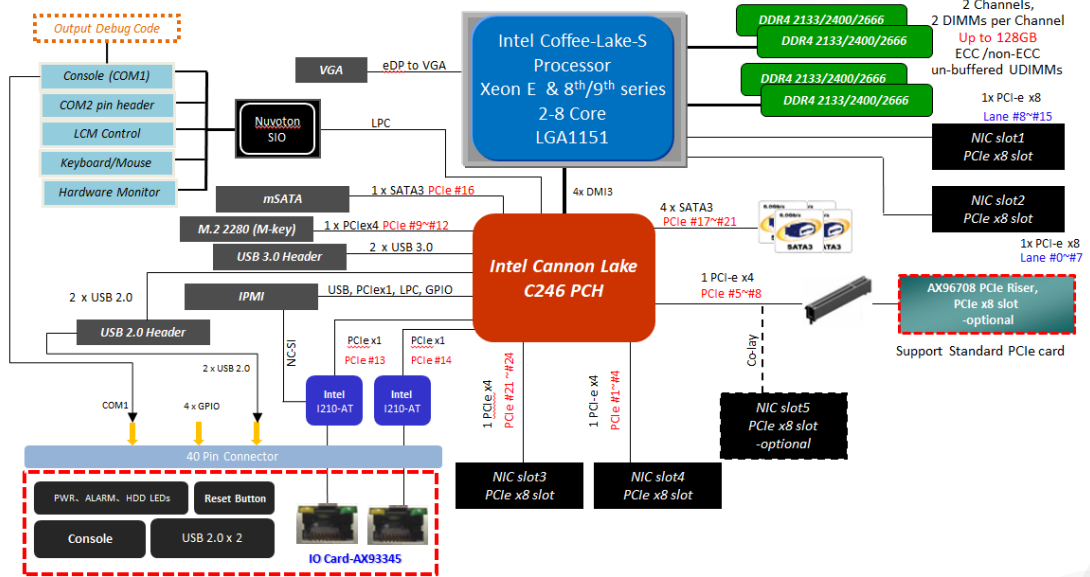 Output Debug Code
Console (COM1)
COM2 pin header
LCM Control
Keyboard/Mouse
Hardware Monitor
Nuvoton
SIO
VGA
eDP to VGA
LPC
Intel Coffee-Lake-S
Processor
Xeon E & 8th/9th series
2-8 Core
LGA1151
DDR4 2133/2400/2666
DDR4 2133/2400/2666
DDR4 2133/2400/2666
DDR4 2133/2400/2666
2 Channels,
2 DIMMs per Channel
Up to 128GB
ECC /non-ECC
un-buffered UDIMMs
1x PCI-e x8
Lane #8~#15
NIC slot1
PCIe x8 slot
NIC slot2
PCIe x8 slot
1x PCI-e x8
Lane #0~#7
4x DMI3
mSATA
1 x SATA3 PCIe #16
M.2 2280 (M-key)
1 x PCIex4 PCIe #9~#12
USB 3.0 Header
2 x USB 3.0
2 x USB 2.0
IPMI
USB, PCIex1, LPC, GPIO
USB 2.0 Header
Intel Cannon Lake
C246 PCH
4 x SATA3
PCIe #17~#21
SATA3
1 PCI-e x4
PCIe #5~#8
AX96708 PCIe Riser,
PCIe x8 slot
-optional
Support Standard PCIe card
Co-lay
NIC slot5
PCIe x8 slot
-optional
NC-SI
PCIe x1
PCIe #13
PCIe x1
PCIe #14
2 x USB 2.0
COM1
4 x GPIO
Intel
I210-AT
Intel
I210-AT
1 PCIe x4
PCIe #21 ~#24
1 PCI-e x4
PCIe #1~#4
NIC slot3
PCIe x8 slot
NIC slot4
PCIe x8 slot
40 Pin Connector
PWR、ALARM、HDD LEDs
Reset Button
Console
USB 2.0 x 2
IO Card-AX93345